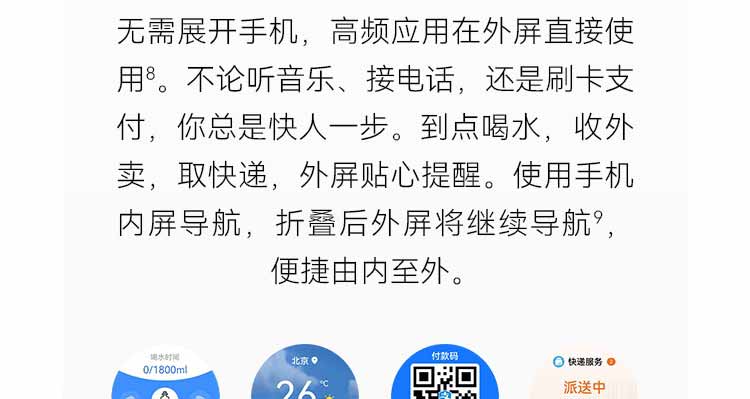 无需展开手机，高频应用在外屏直接使
用⁸。不论听音乐、接电话，还是刷卡支
付，你总是快人一步。到点喝水，收外
卖，取快递，外屏贴心提醒。使用手机
内屏导航，折叠后外屏将继续导航⁹，
便捷由内至外。
喝水时间
0/1800ml
北京
26℃
付款码
快递服务 2
派送中